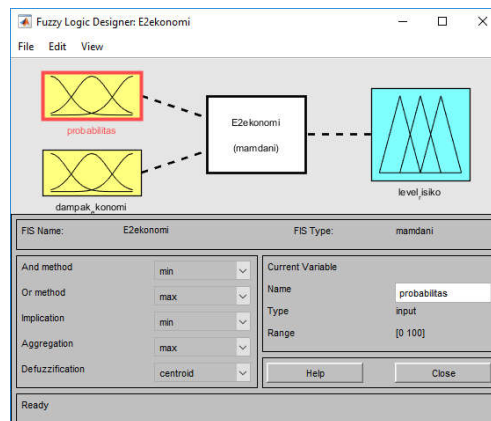 Fuzzy Logic Designer: E2ekonomi
File Edit View
E2ekonomi
(mamdani)
probabilitas
dampak_ekonomi
level_risiko
FIS Name: E2ekonomi FIS Type: mamdani
And method min
Or method max
Implication min
Aggregation max
Defuzzification centroid
Current Variable
Name probabilitas
Type input
Range [0 100]
Help Close
Ready